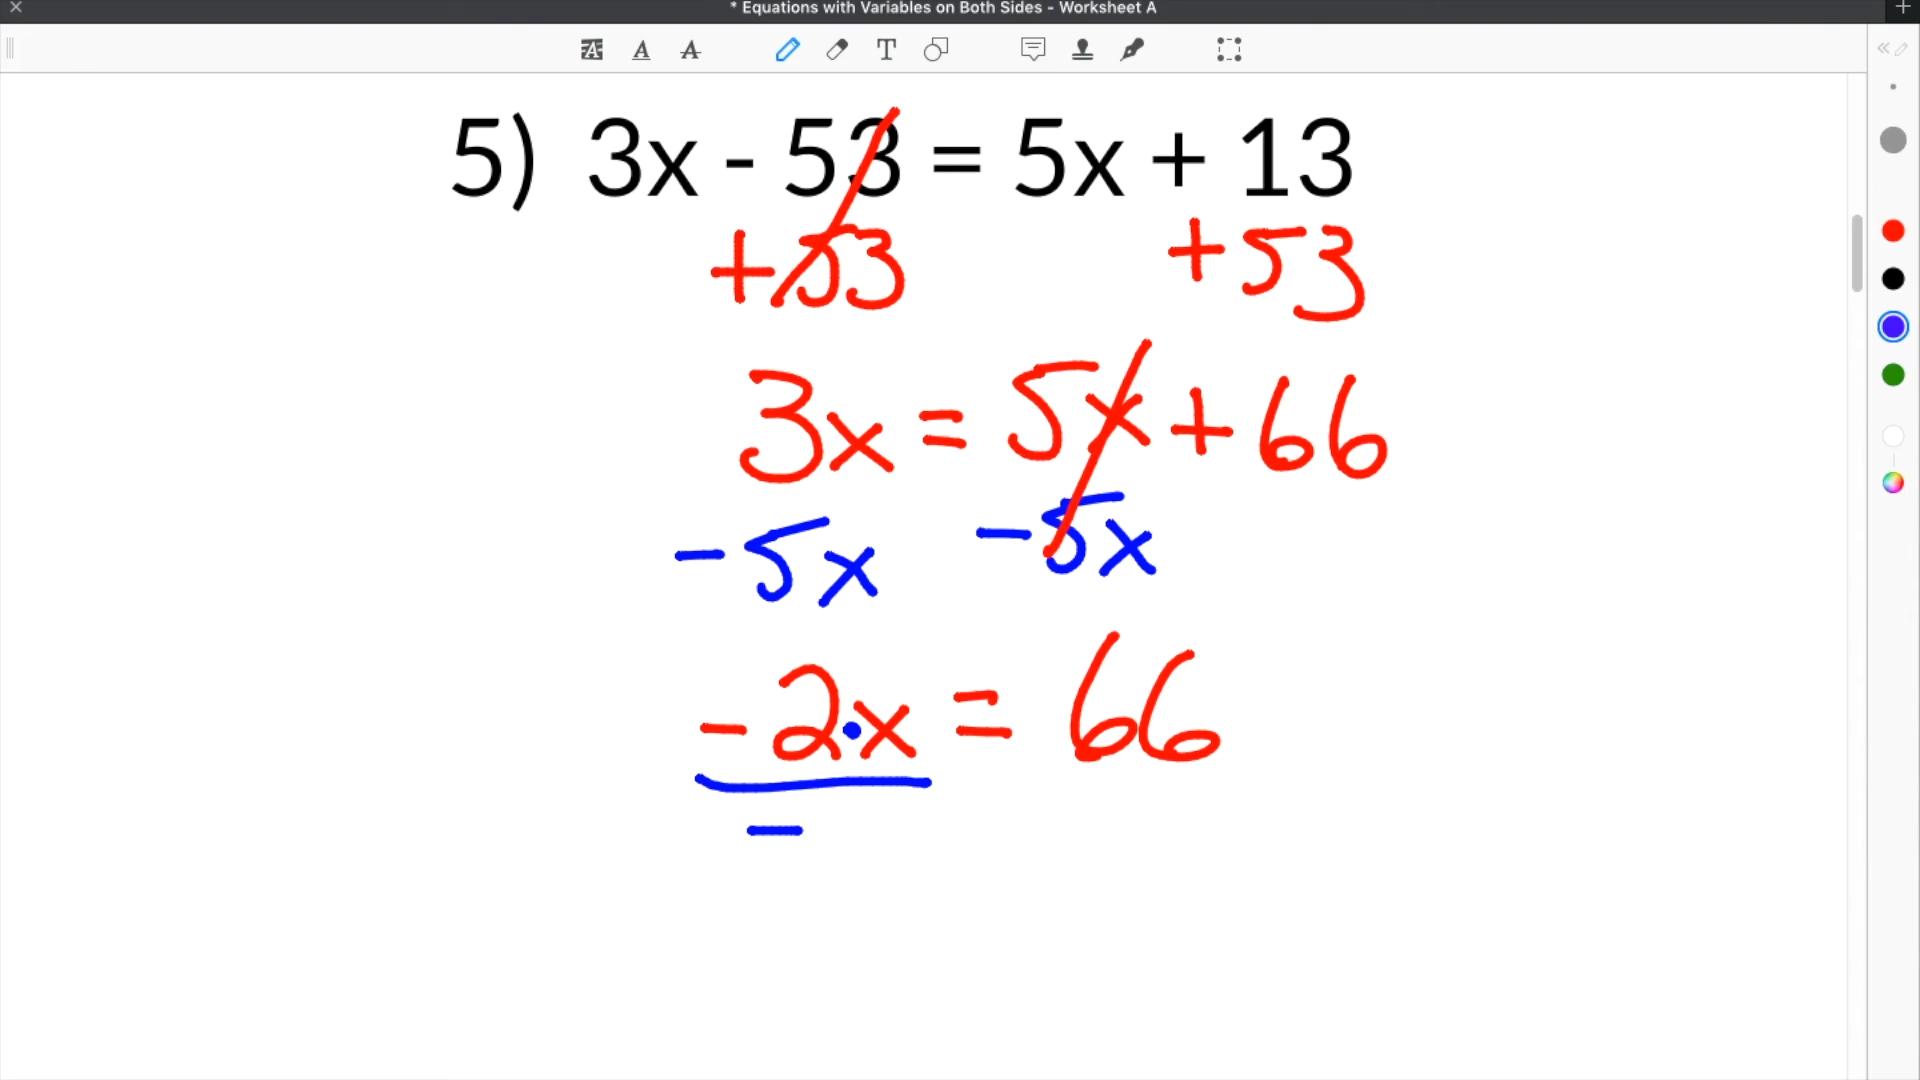 * Equations with Variables on Both Sides - Worksheet A
A A A T
5) 3x - 53 = 5x + 13
+53 +53
3x = 5x + 66
-5x -5x
-2·x = 66
-